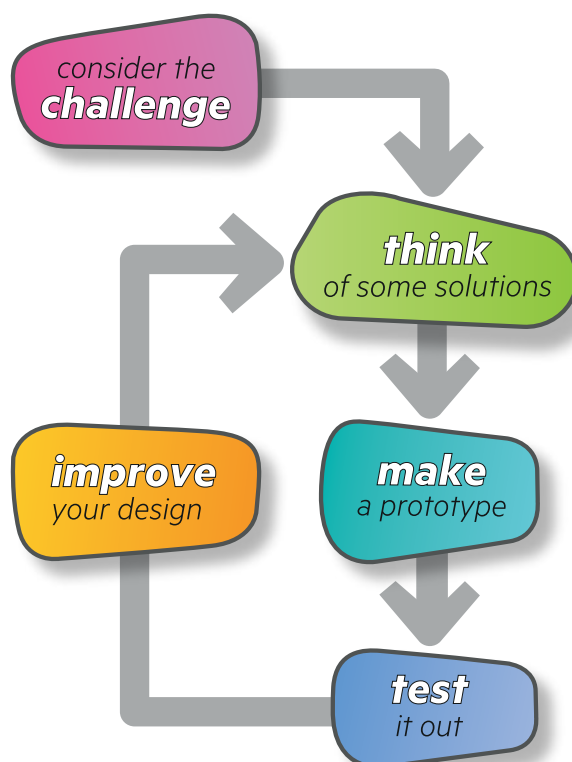 consider the
challenge
think
of some solutions
make
a prototype
test
it out
improve
your design